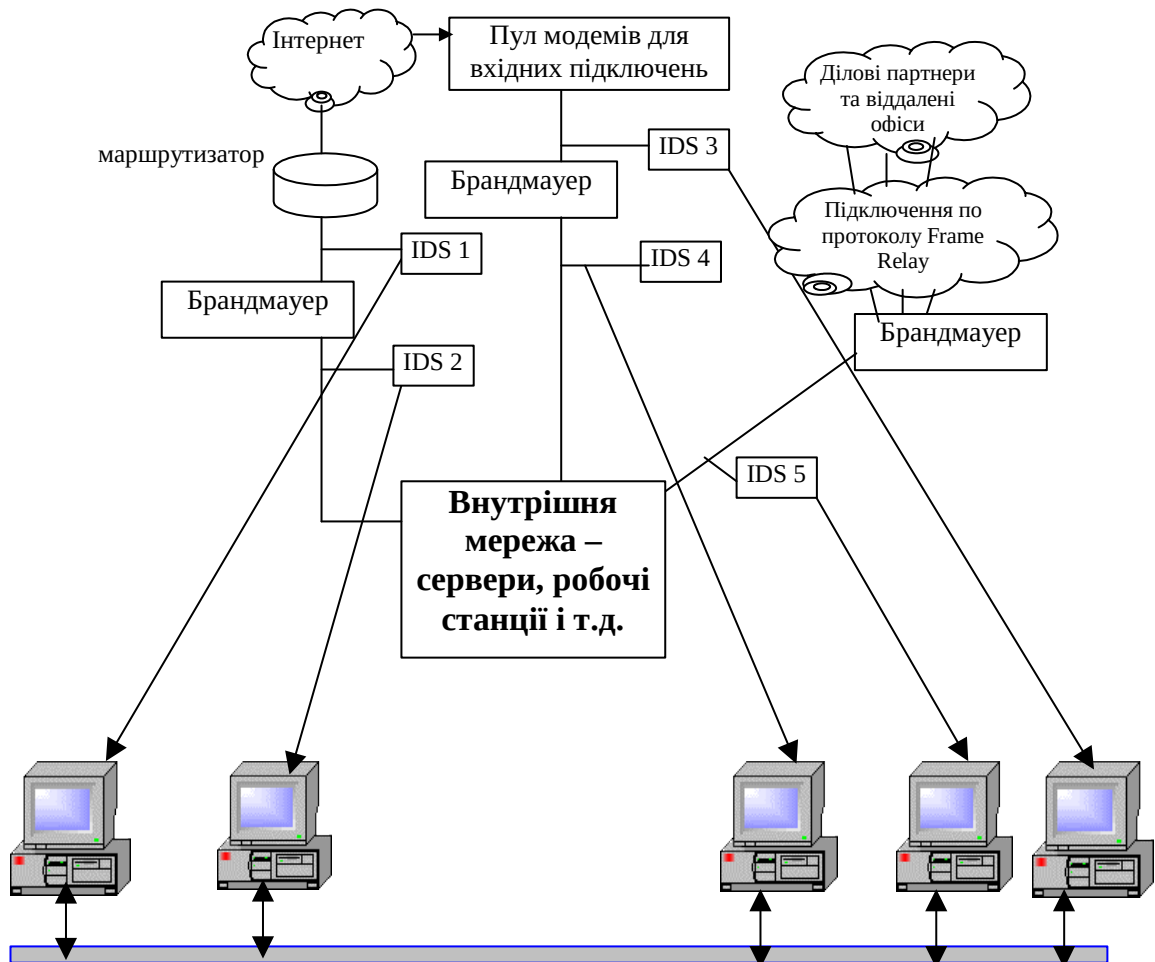 Інтернет
Пул модемів для
вхідних підключень
Ділові партнери
та віддалені
офіси
маршрутизатор
IDS 3
Брандмауер
Підключення по
протоколу Frame
Relay
IDS 1
IDS 4
Брандмауер
Брандмауер
IDS 2
IDS 5
Внутрішня
мережа –
сервери, робочі
станції і т.д.